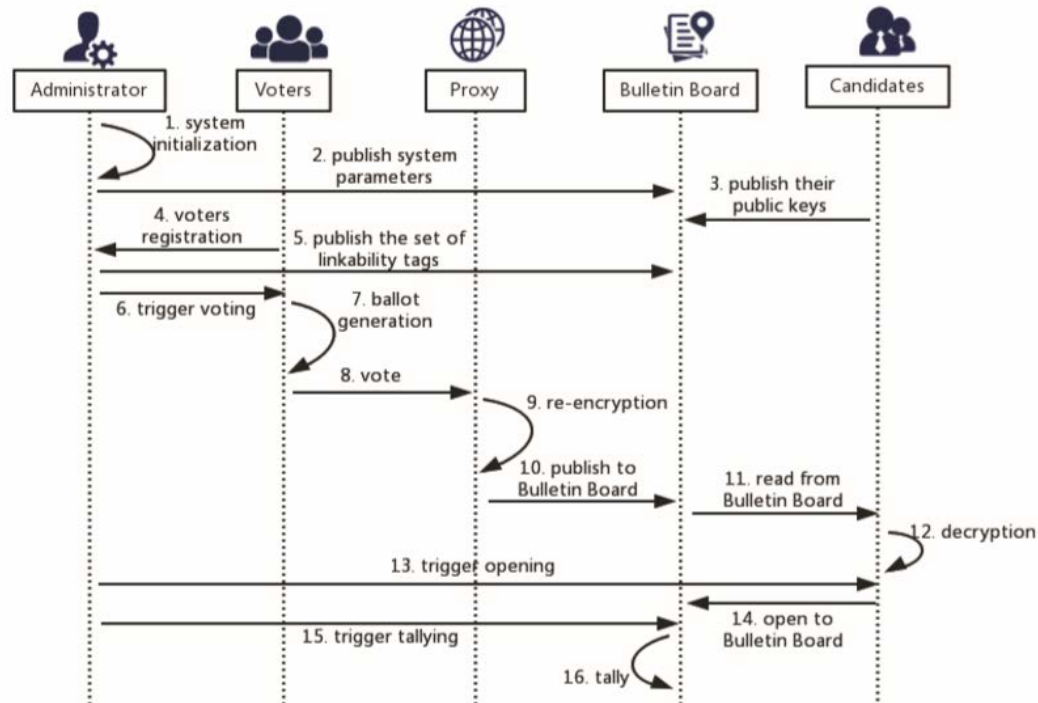 Administrator
Voters
Proxy
Bulletin Board
Candidates
1. system
initialization
2. publish system
parameters
3. publish their
public keys
4. voters
registration
5. publish the set of
linkability tags
6. trigger voting
7. ballot
generation
8. vote
9. re-encryption
10. publish to
Bulletin Board
11. read from
Bulletin Board
12. decryption
13. trigger opening
14. open to
Bulletin Board
15. trigger tallying
16. tally